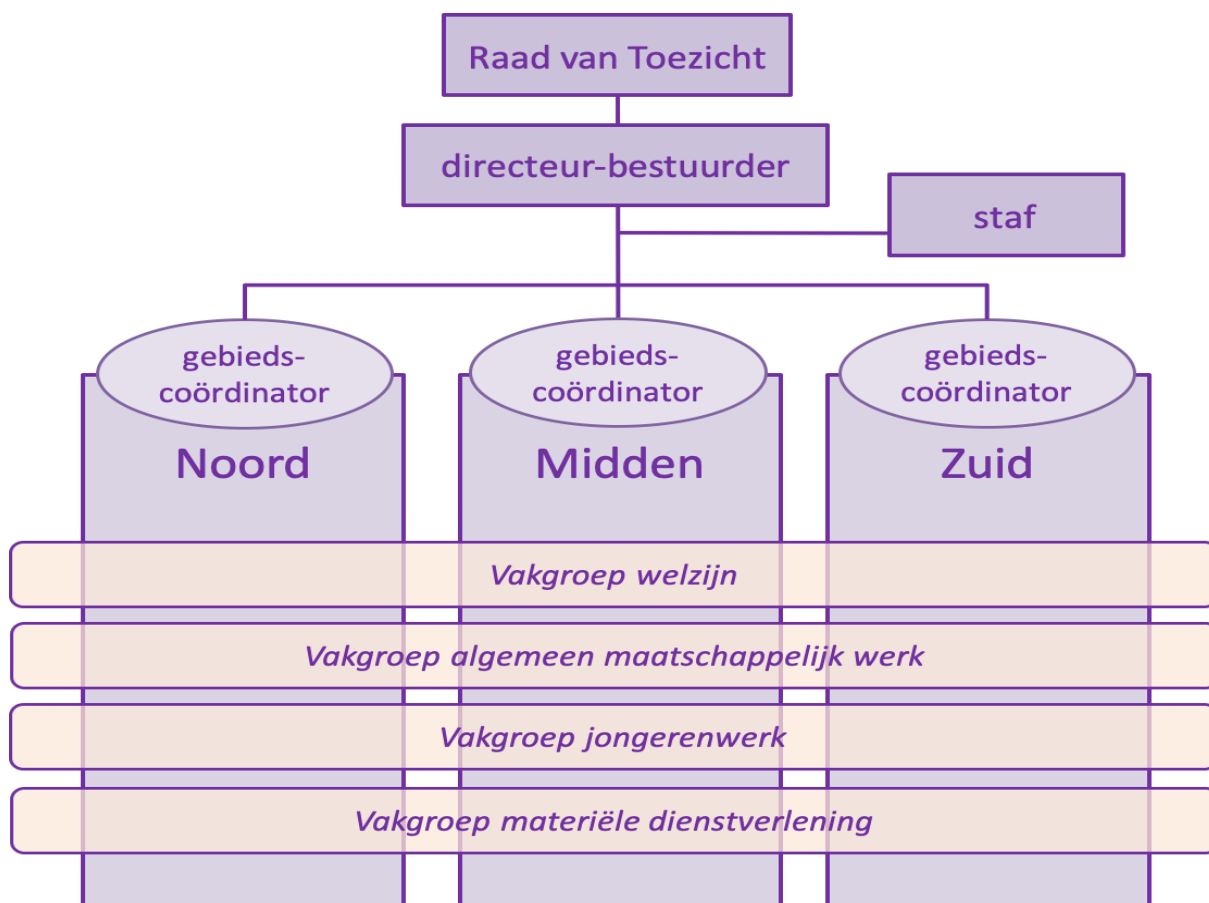 Raad van Toezicht
directeur-bestuurder
staf
gebieds-
coördinator
Noord
gebieds-
coördinator
Midden
gebieds-
coördinator
Zuid
Vakgroep welzijn
Vakgroep algemeen maatschappelijk werk
Vakgroep jongerenwerk
Vakgroep materiële dienstverlening